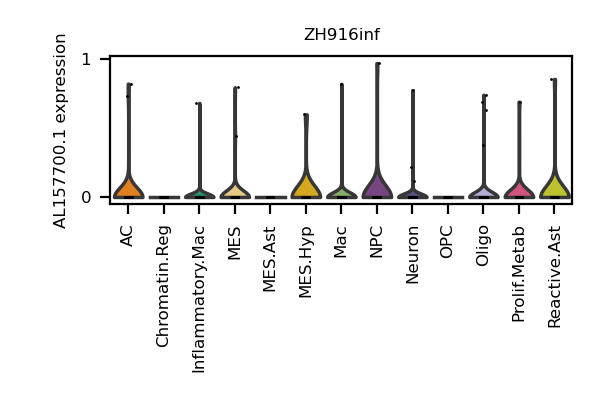 ZH916inf
AL157700.1 expression
1
0
AC
Chromatin.Reg
Inflammatory.Mac
MES
MES.Ast
MES.Hyp
Mac
NPC
Neuron
OPC
Oligo
Prolif.Metab
Reactive.Ast